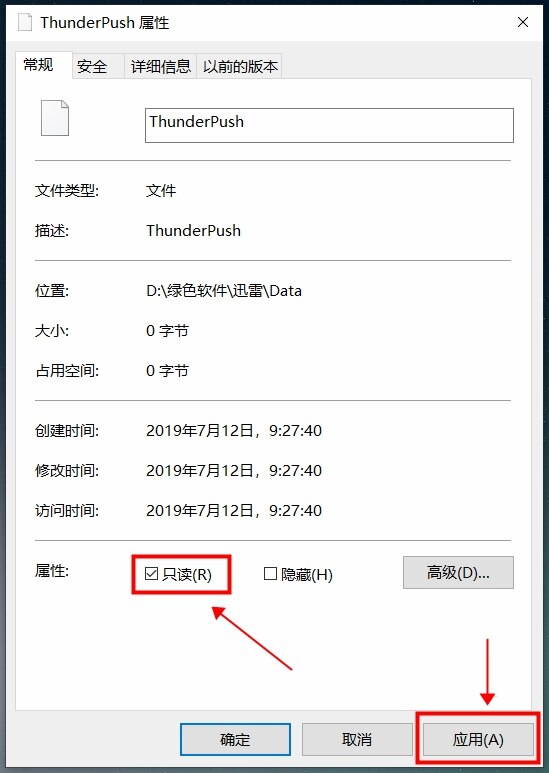 ThunderPush 属性
常规 安全 详细信息 以前的版本
ThunderPush
文件类型: 文件
描述: ThunderPush
位置: D:\绿色软件\迅雷\Data
大小: 0 字节
占用空间: 0 字节
创建时间: 2019年7月12日，9:27:40
修改时间: 2019年7月12日，9:27:40
访问时间: 2019年7月12日，9:27:40
属性: 只读(R) 隐藏(H) 高级(D)...
确定 取消 应用(A)